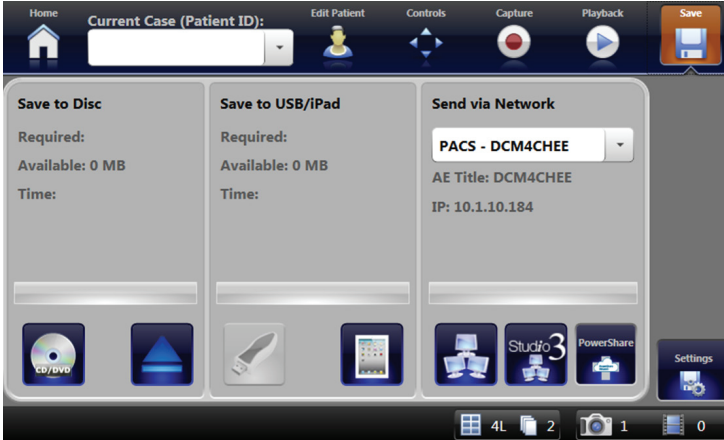 Home
Current Case (Patient ID):
Edit Patient
Controls
Capture
Playback
Save
Save to Disc
Required:
Available: 0 MB
Time:
CD/DVD
Save to USB/iPad
Required:
Available: 0 MB
Time:
Send via Network
PACS - DCM4CHEE
AE Title: DCM4CHEE
IP: 10.1.10.184
Studio3
PowerShare
Settings
4L
2
1
0